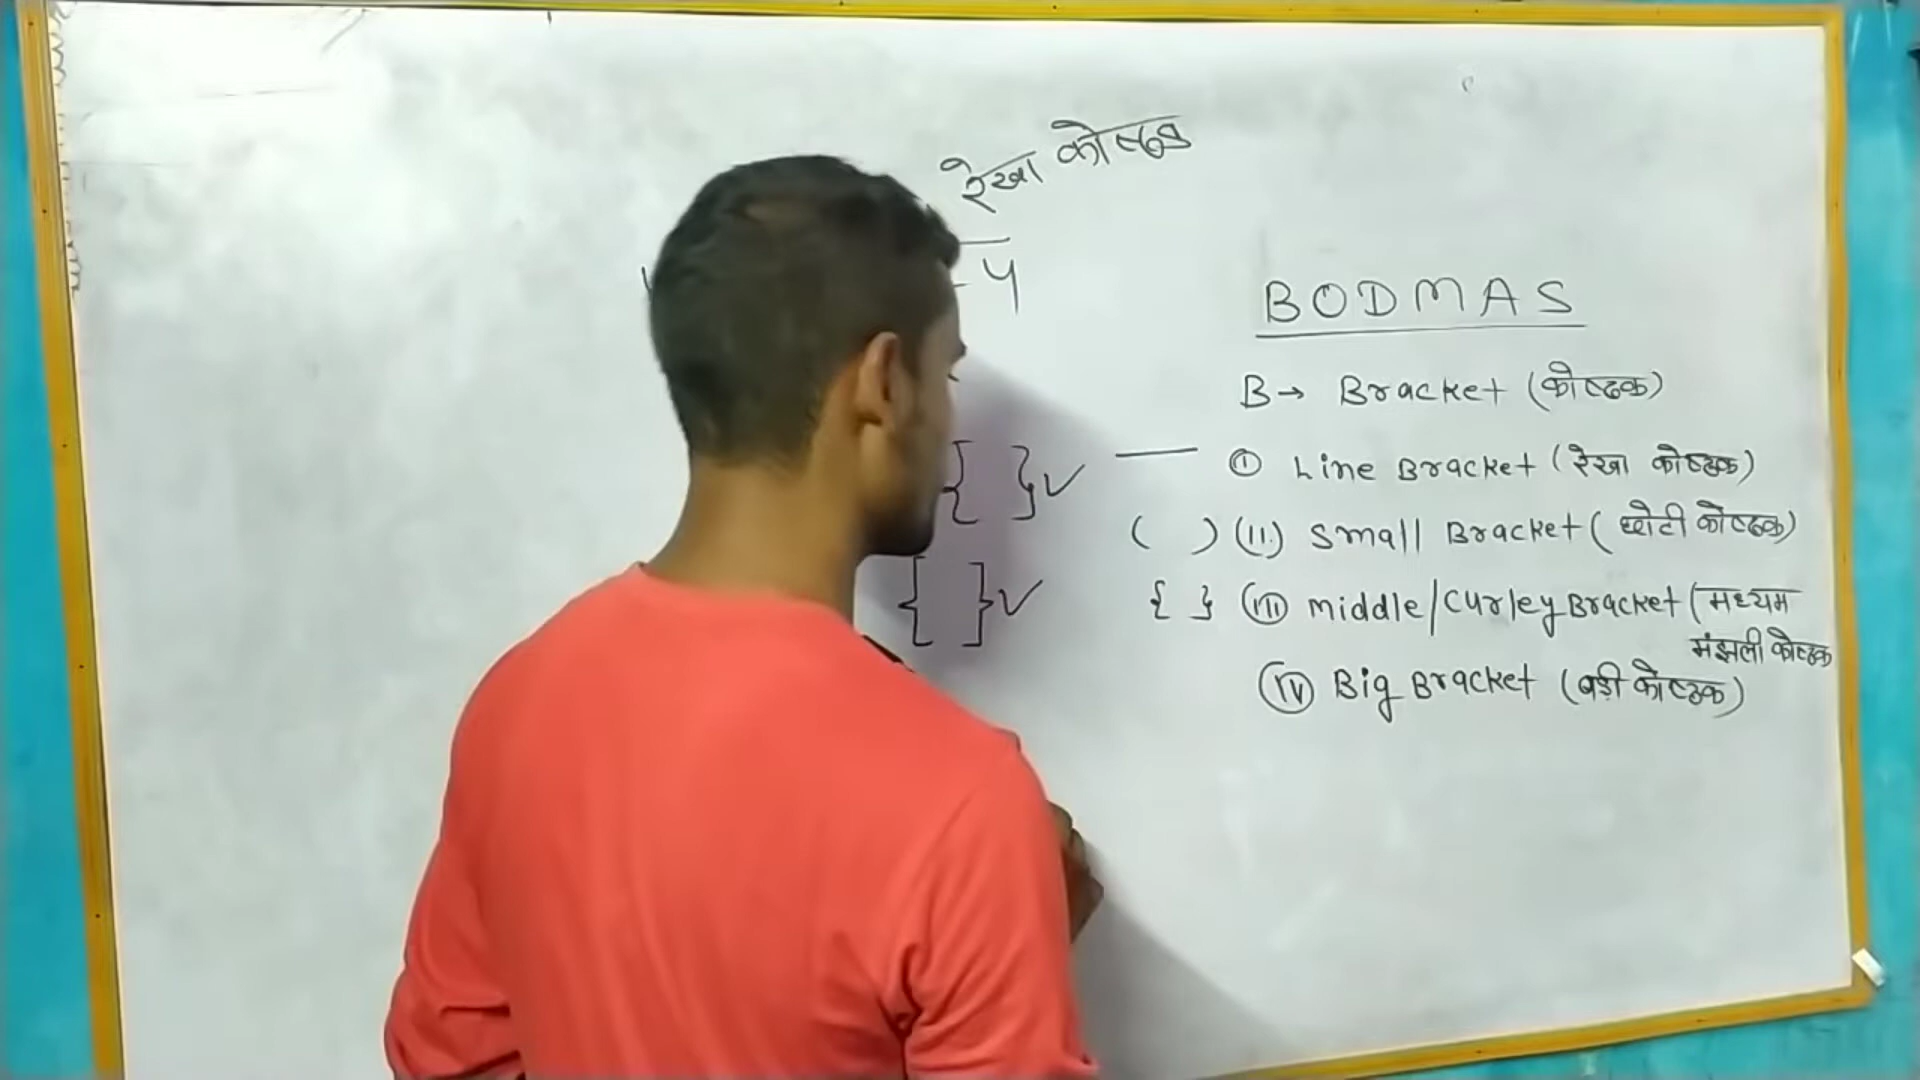 रेखा कोष्ठक
-4
BODMAS
B→ Bracket (कोष्ठक)
{ }✓ — (i) Line Bracket (रेखा कोष्ठक)
( ) (ii) Small Bracket (छोटी कोष्ठक)
{ } (iii) Middle/Curley Bracket (मध्यम
मंझली कोष्ठक
{ }✓
(iv) Big Bracket (बड़ी कोष्ठक)